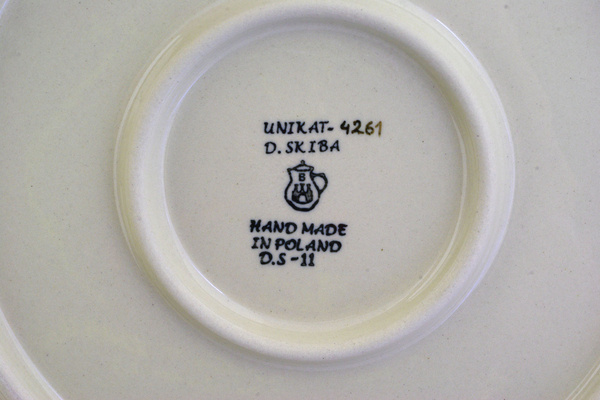 UNIKAT- 4261
D. SKIBA
B
HAND MADE
IN POLAND
D.S -11